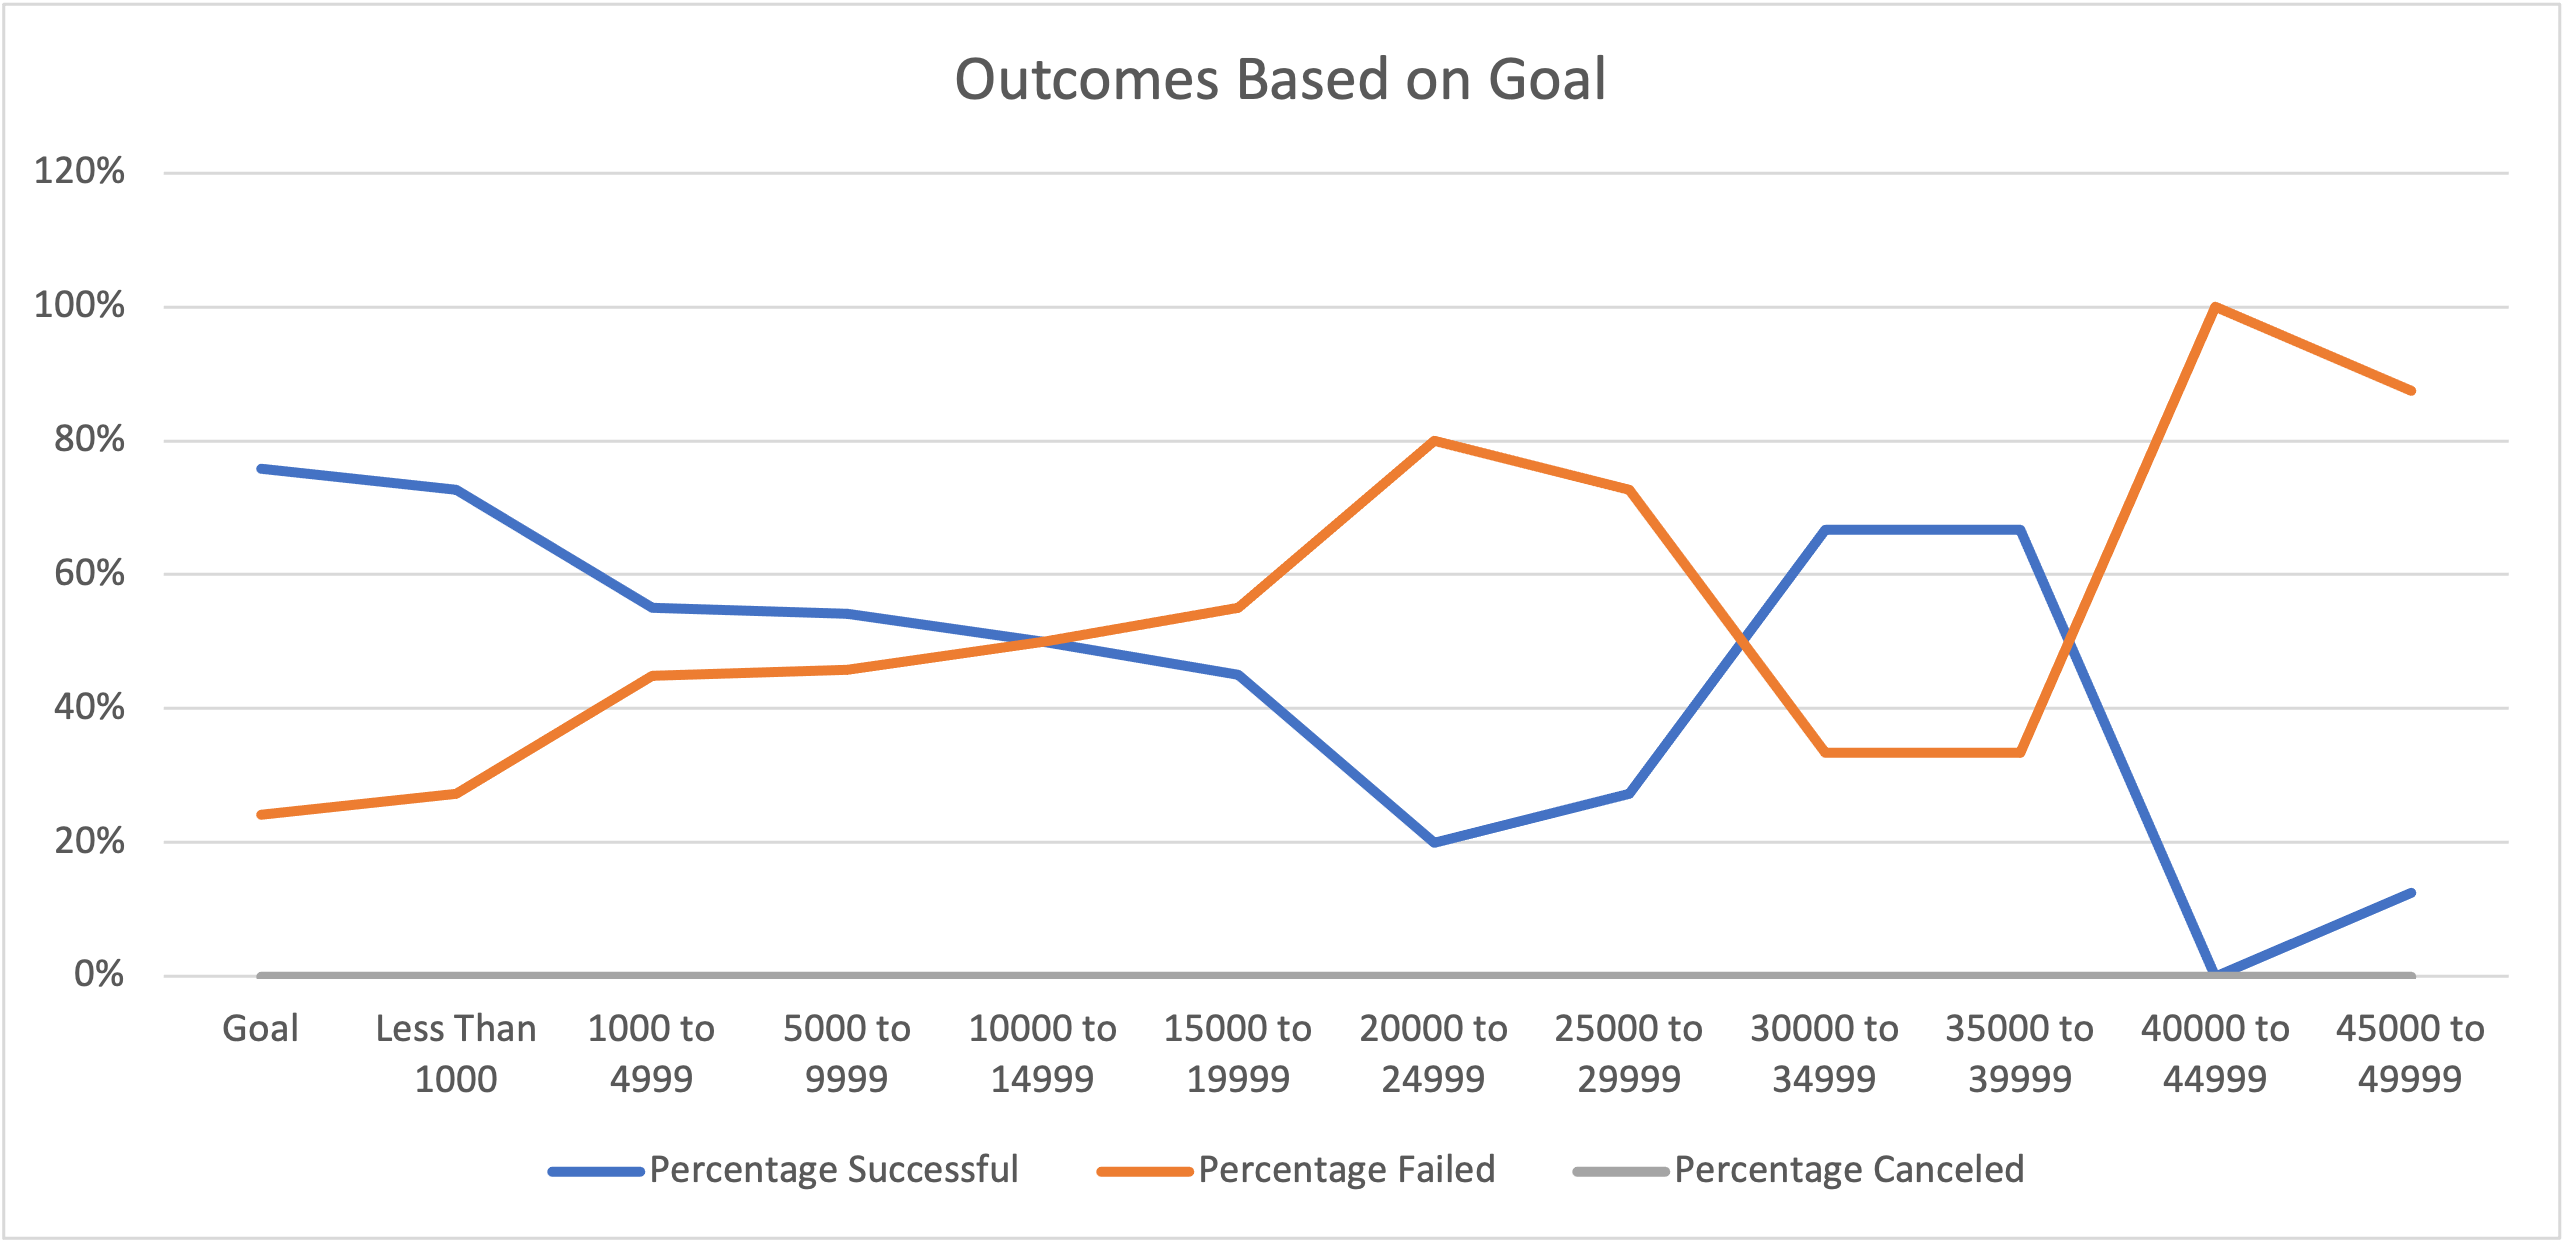 Outcomes Based on Goal
120%
100%
80%
60%
40%
20%
0%
Goal
Less Than
1000
1000 to
4999
5000 to
9999
10000 to
14999
15000 to
19999
20000 to
24999
25000 to
29999
30000 to
34999
35000 to
39999
40000 to
44999
45000 to
49999
Percentage Successful
Percentage Failed
Percentage Canceled